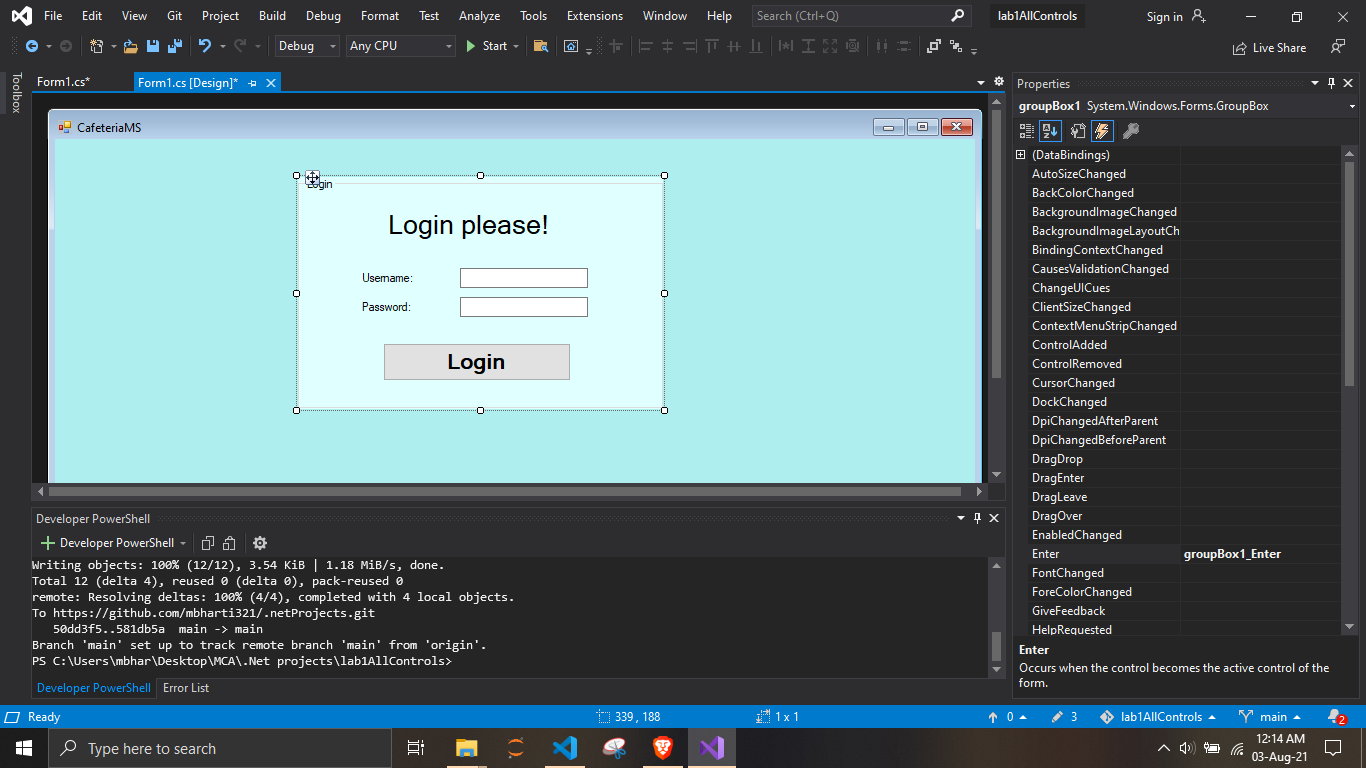 File Edit View Git Project Build Debug Format Test Analyze Tools Extensions Window Help Search (Ctrl+Q) lab1AllControls Sign in
Debug Any CPU Start Live Share
Toolbox
Form1.cs* Form1.cs [Design]*
CafeteriaMS
Login
Login please!
Username:
Password:
Login
Developer PowerShell
Developer PowerShell
Writing objects: 100% (12/12), 3.54 KiB | 1.18 MiB/s, done.
Total 12 (delta 4), reused 0 (delta 0), pack-reused 0
remote: Resolving deltas: 100% (4/4), completed with 4 local objects.
To https://github.com/mbharti321/.netProjects.git
50dd3f5..581db5a main -> main
Branch 'main' set up to track remote branch 'main' from 'origin'.
PS C:\Users\mbhar\Desktop\MCA\.Net projects\lab1AllControls>
Developer PowerShell Error List
Properties
groupBox1 System.Windows.Forms.GroupBox
(DataBindings)
AutoSizeChanged
BackColorChanged
BackgroundImageChanged
BackgroundImageLayoutCh
BindingContextChanged
CausesValidationChanged
ChangeUICues
ClientSizeChanged
ContextMenuStripChanged
ControlAdded
ControlRemoved
CursorChanged
DockChanged
DpiChangedAfterParent
DpiChangedBeforeParent
DragDrop
DragEnter
DragLeave
DragOver
EnabledChanged
Enter groupBox1_Enter
FontChanged
ForeColorChanged
GiveFeedback
HelpRequested
Enter
Occurs when the control becomes the active control of the
form.
Ready 339 , 188 1 x 1 0 3 lab1AllControls main 2
Type here to search
12:14 AM
03-Aug-21